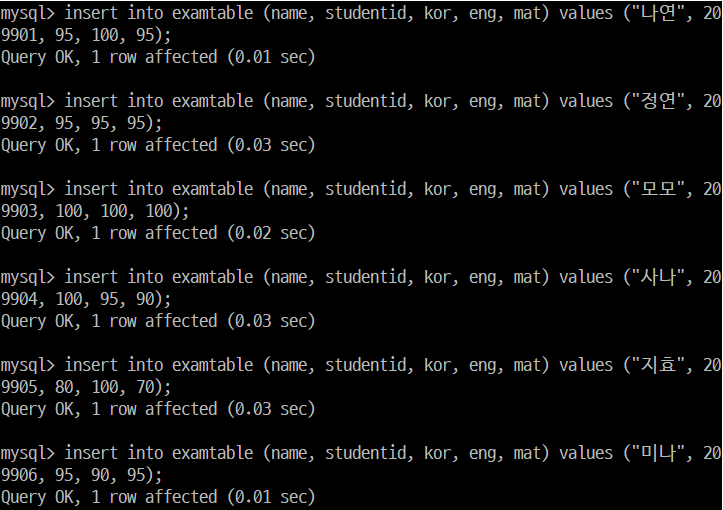 mysql> insert into examtable (name, studentid, kor, eng, mat) values ("나연", 20
9901, 95, 100, 95);
Query OK, 1 row affected (0.01 sec)
mysql> insert into examtable (name, studentid, kor, eng, mat) values ("정연", 20
9902, 95, 95, 95);
Query OK, 1 row affected (0.03 sec)
mysql> insert into examtable (name, studentid, kor, eng, mat) values ("모모", 20
9903, 100, 100, 100);
Query OK, 1 row affected (0.02 sec)
mysql> insert into examtable (name, studentid, kor, eng, mat) values ("사나", 20
9904, 100, 95, 90);
Query OK, 1 row affected (0.03 sec)
mysql> insert into examtable (name, studentid, kor, eng, mat) values ("지효", 20
9905, 80, 100, 70);
Query OK, 1 row affected (0.03 sec)
mysql> insert into examtable (name, studentid, kor, eng, mat) values ("미나", 20
9906, 95, 90, 95);
Query OK, 1 row affected (0.01 sec)